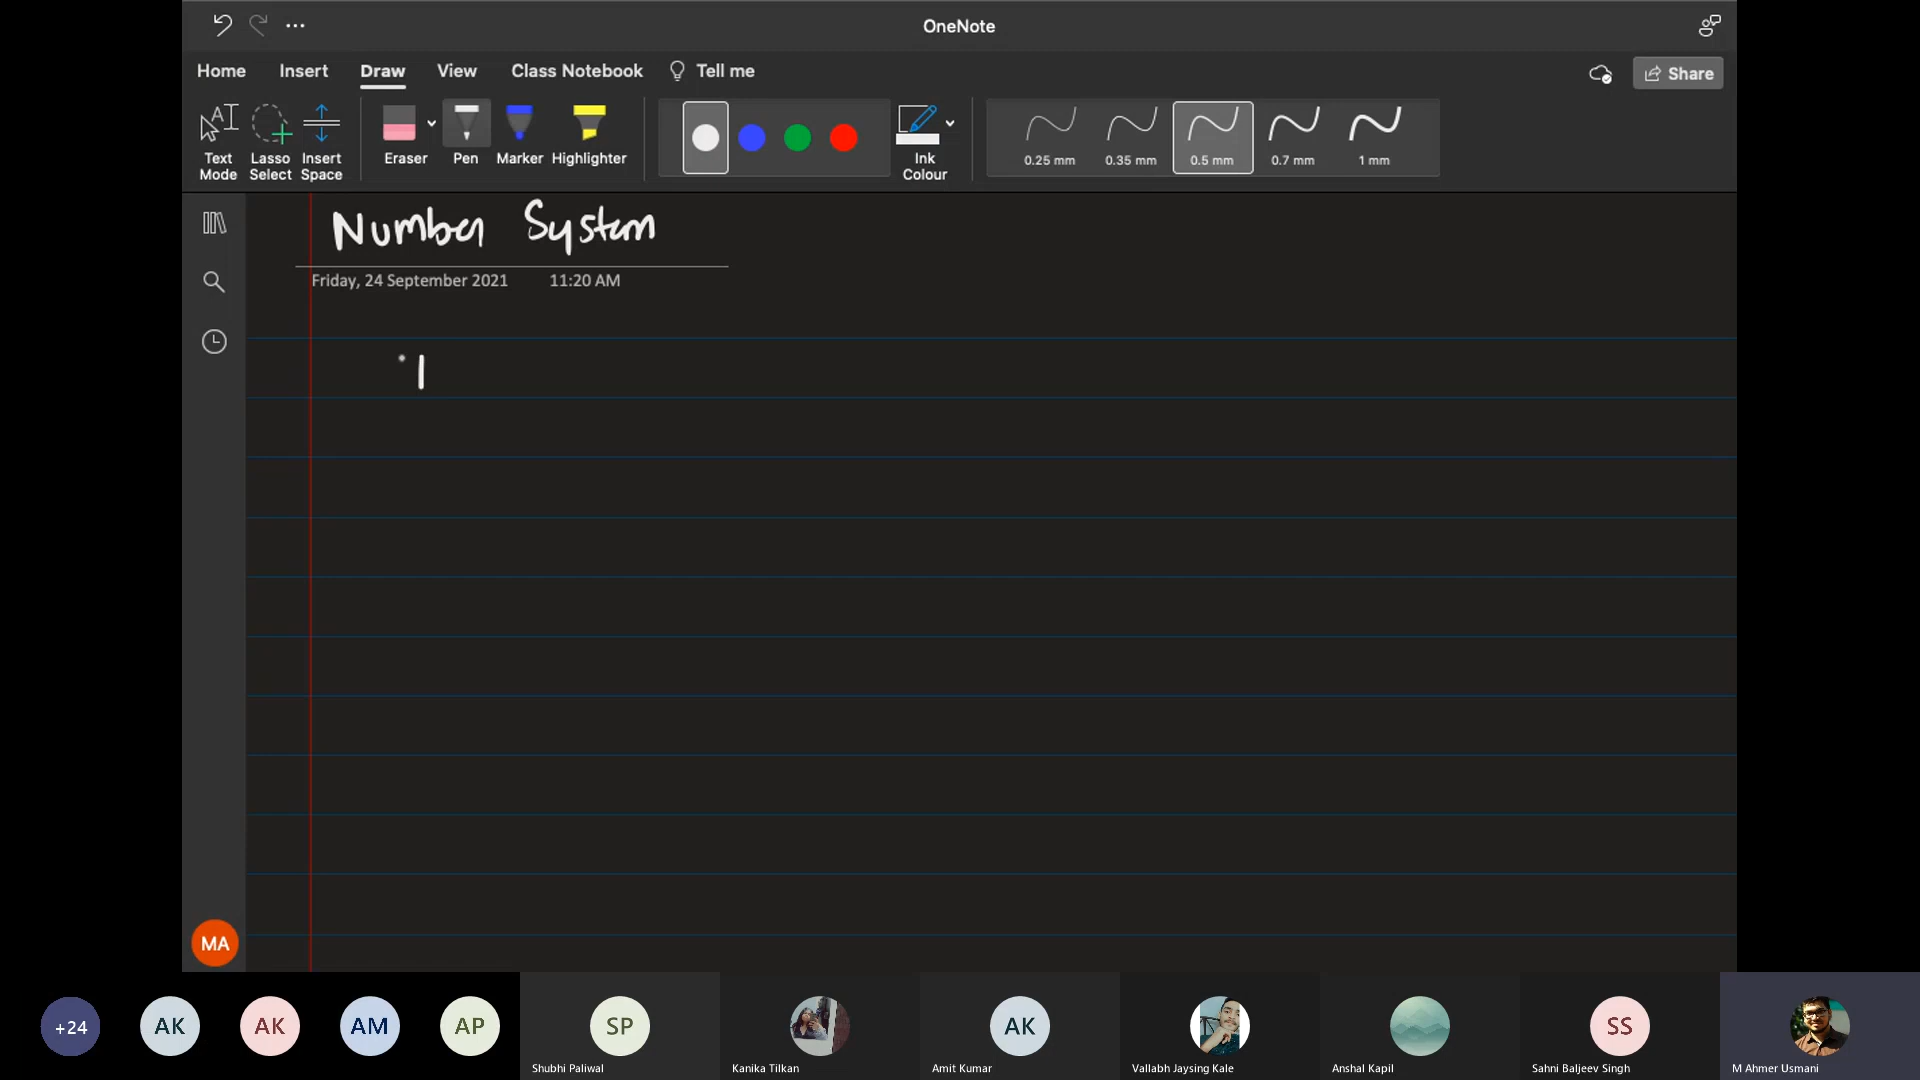 OneNote
Home Insert Draw View Class Notebook Tell me Share
Text Mode
Lasso Select
Insert Space
Eraser
Pen
Marker
Highlighter
Ink Colour
0.25 mm
0.35 mm
0.5 mm
0.7 mm
1 mm
Number System
Friday, 24 September 2021 11:20 AM
MA
+24 AK AK AM AP SP AK SS
Shubhi Paliwal Kanika Tilkan Amit Kumar Vallabh Jaysing Kale Anshal Kapil Sahni Baljeev Singh M Ahmer Usmani